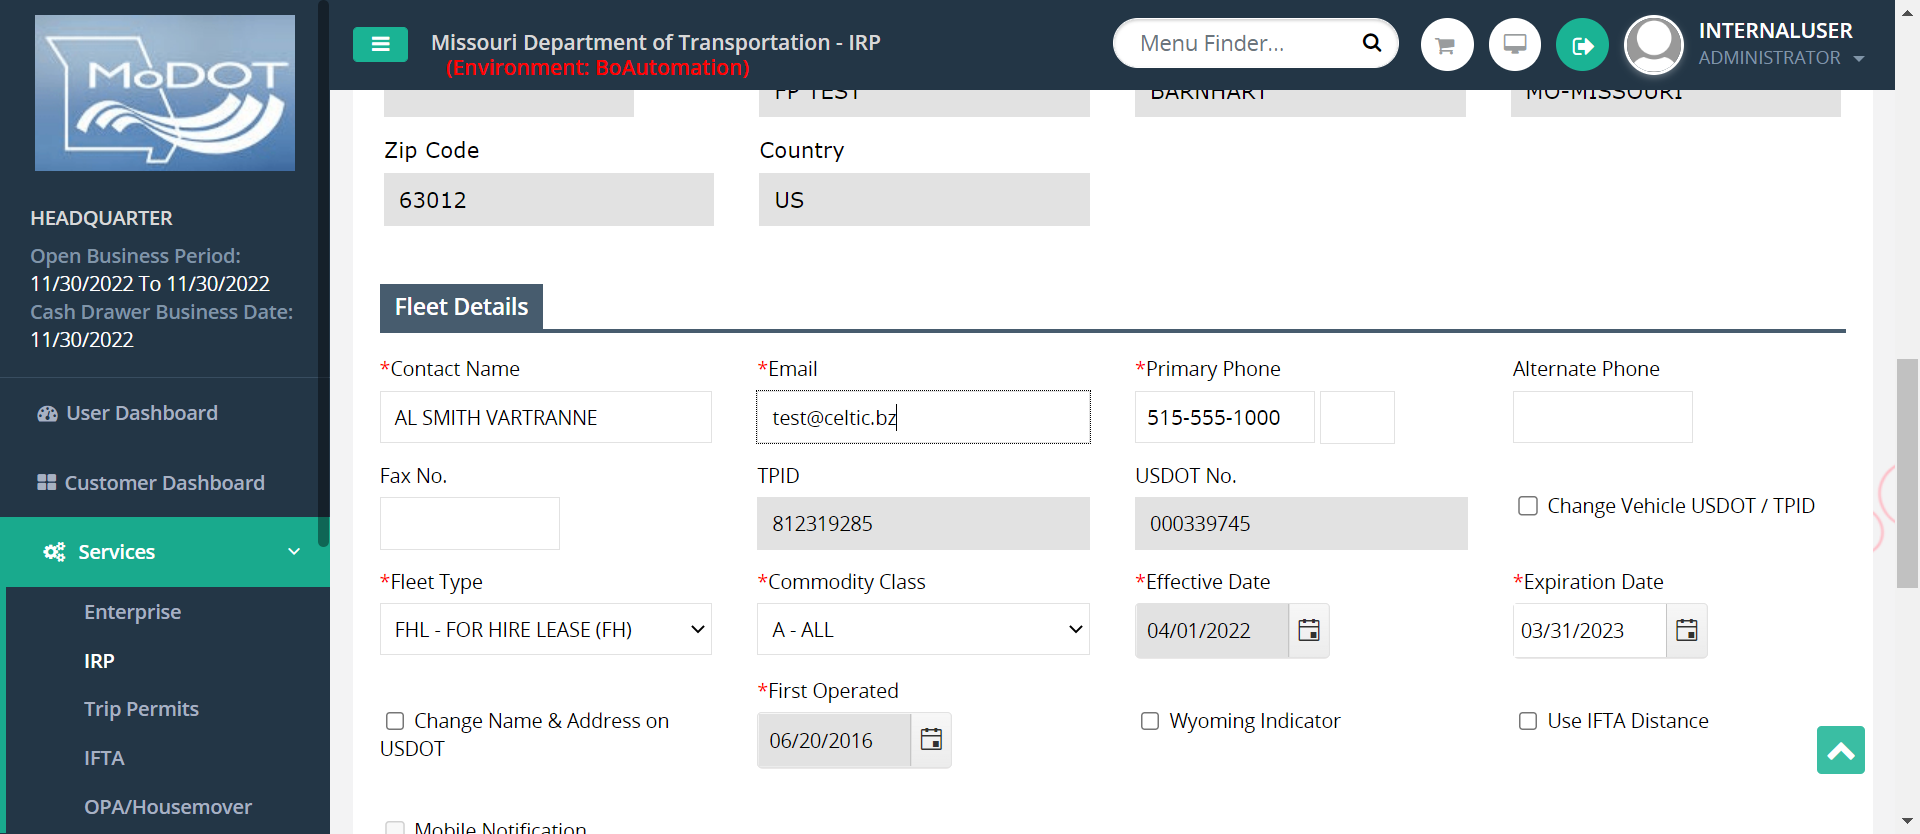 MoDOT
Missouri Department of Transportation - IRP
(Environment: BoAutomation)
Menu Finder...
INTERNALUSER
ADMINISTRATOR
HEADQUARTER
Open Business Period:
11/30/2022 To 11/30/2022
Cash Drawer Business Date:
11/30/2022
User Dashboard
Customer Dashboard
Services
Enterprise
IRP
Trip Permits
IFTA
OPA/Housemover
FP TEST
BARNHART
MO-MISSOURI
Zip Code
Country
63012
US
Fleet Details
*Contact Name
*Email
*Primary Phone
Alternate Phone
AL SMITH VARTRANNE
test@celtic.bz
515-555-1000
Fax No.
TPID
USDOT No.
812319285
000339745
Change Vehicle USDOT / TPID
*Fleet Type
*Commodity Class
*Effective Date
*Expiration Date
FHL - FOR HIRE LEASE (FH)
A - ALL
04/01/2022
03/31/2023
Change Name & Address on
USDOT
*First Operated
06/20/2016
Wyoming Indicator
Use IFTA Distance
Mobile Notification